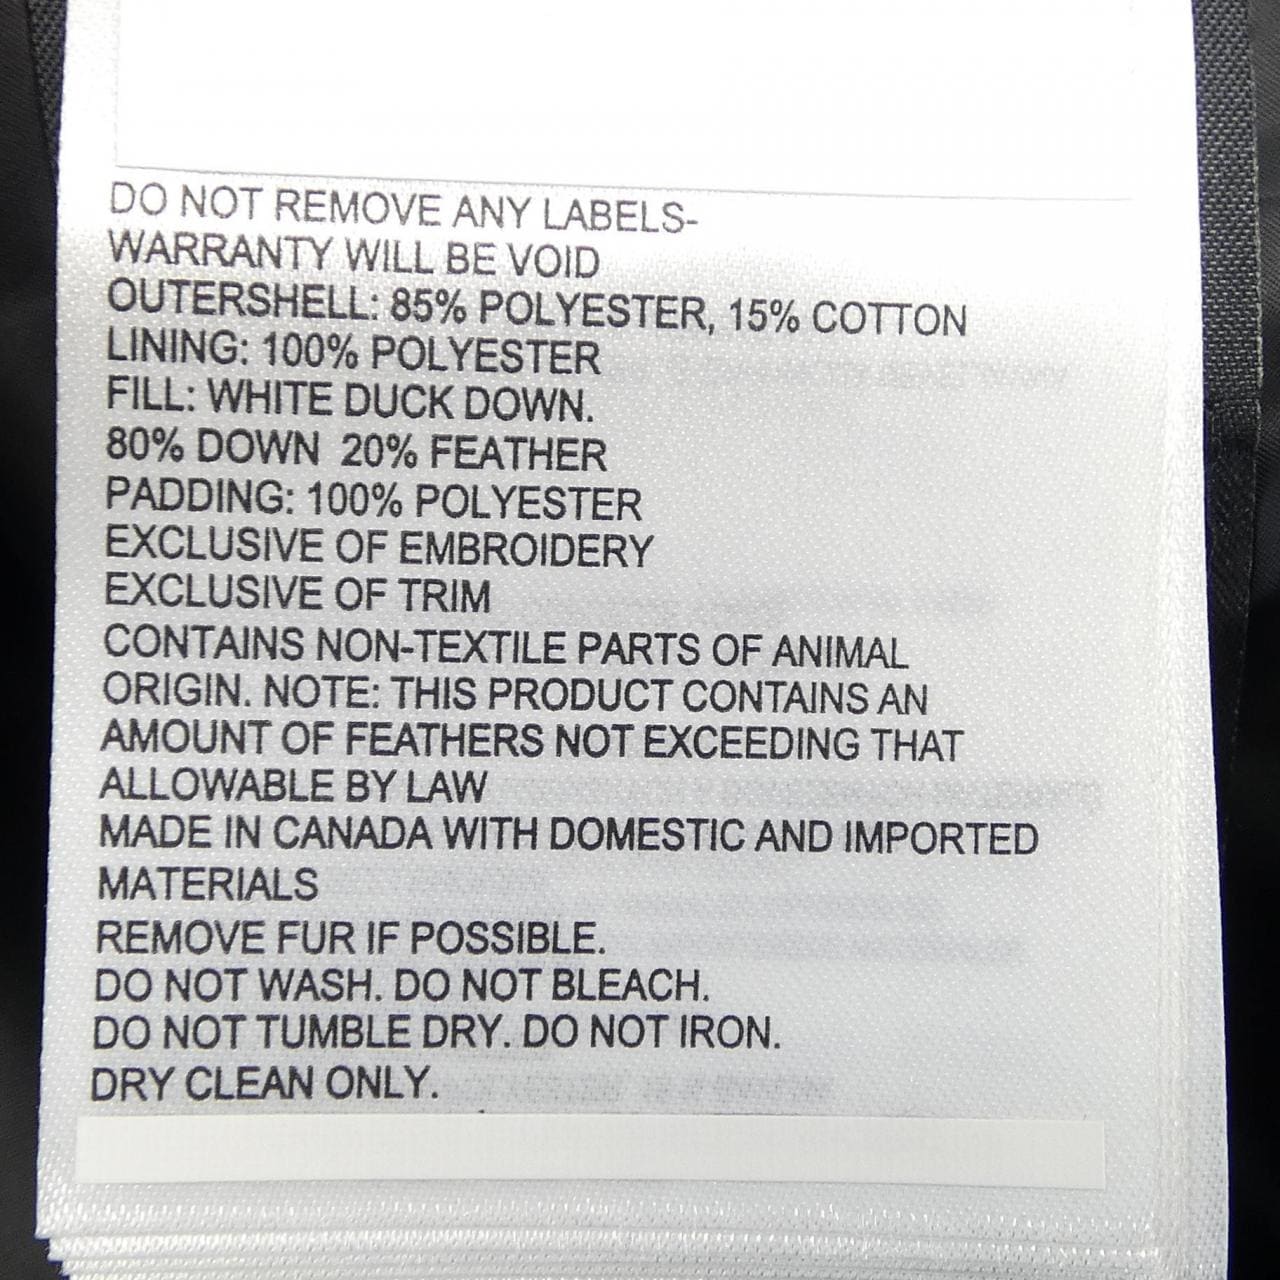 DO NOT REMOVE ANY LABELS-
WARRANTY WILL BE VOID
OUTERSHELL: 85% POLYESTER, 15% COTTON
LINING: 100% POLYESTER
FILL: WHITE DUCK DOWN.
80% DOWN 20% FEATHER
PADDING: 100% POLYESTER
EXCLUSIVE OF EMBROIDERY
EXCLUSIVE OF TRIM
CONTAINS NON-TEXTILE PARTS OF ANIMAL
ORIGIN. NOTE: THIS PRODUCT CONTAINS AN
AMOUNT OF FEATHERS NOT EXCEEDING THAT
ALLOWABLE BY LAW
MADE IN CANADA WITH DOMESTIC AND IMPORTED
MATERIALS
REMOVE FUR IF POSSIBLE.
DO NOT WASH. DO NOT BLEACH.
DO NOT TUMBLE DRY. DO NOT IRON.
DRY CLEAN ONLY.